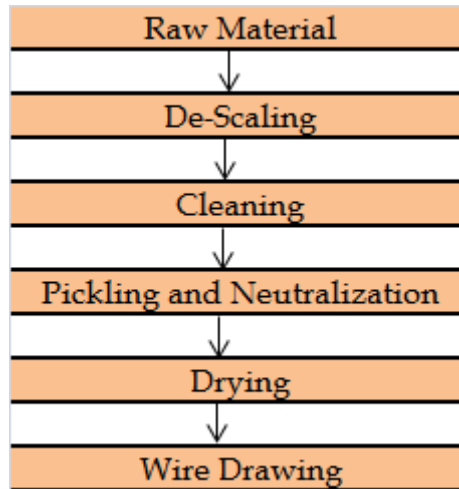 Raw Material
De-Scaling
Cleaning
Pickling and Neutralization
Drying
Wire Drawing